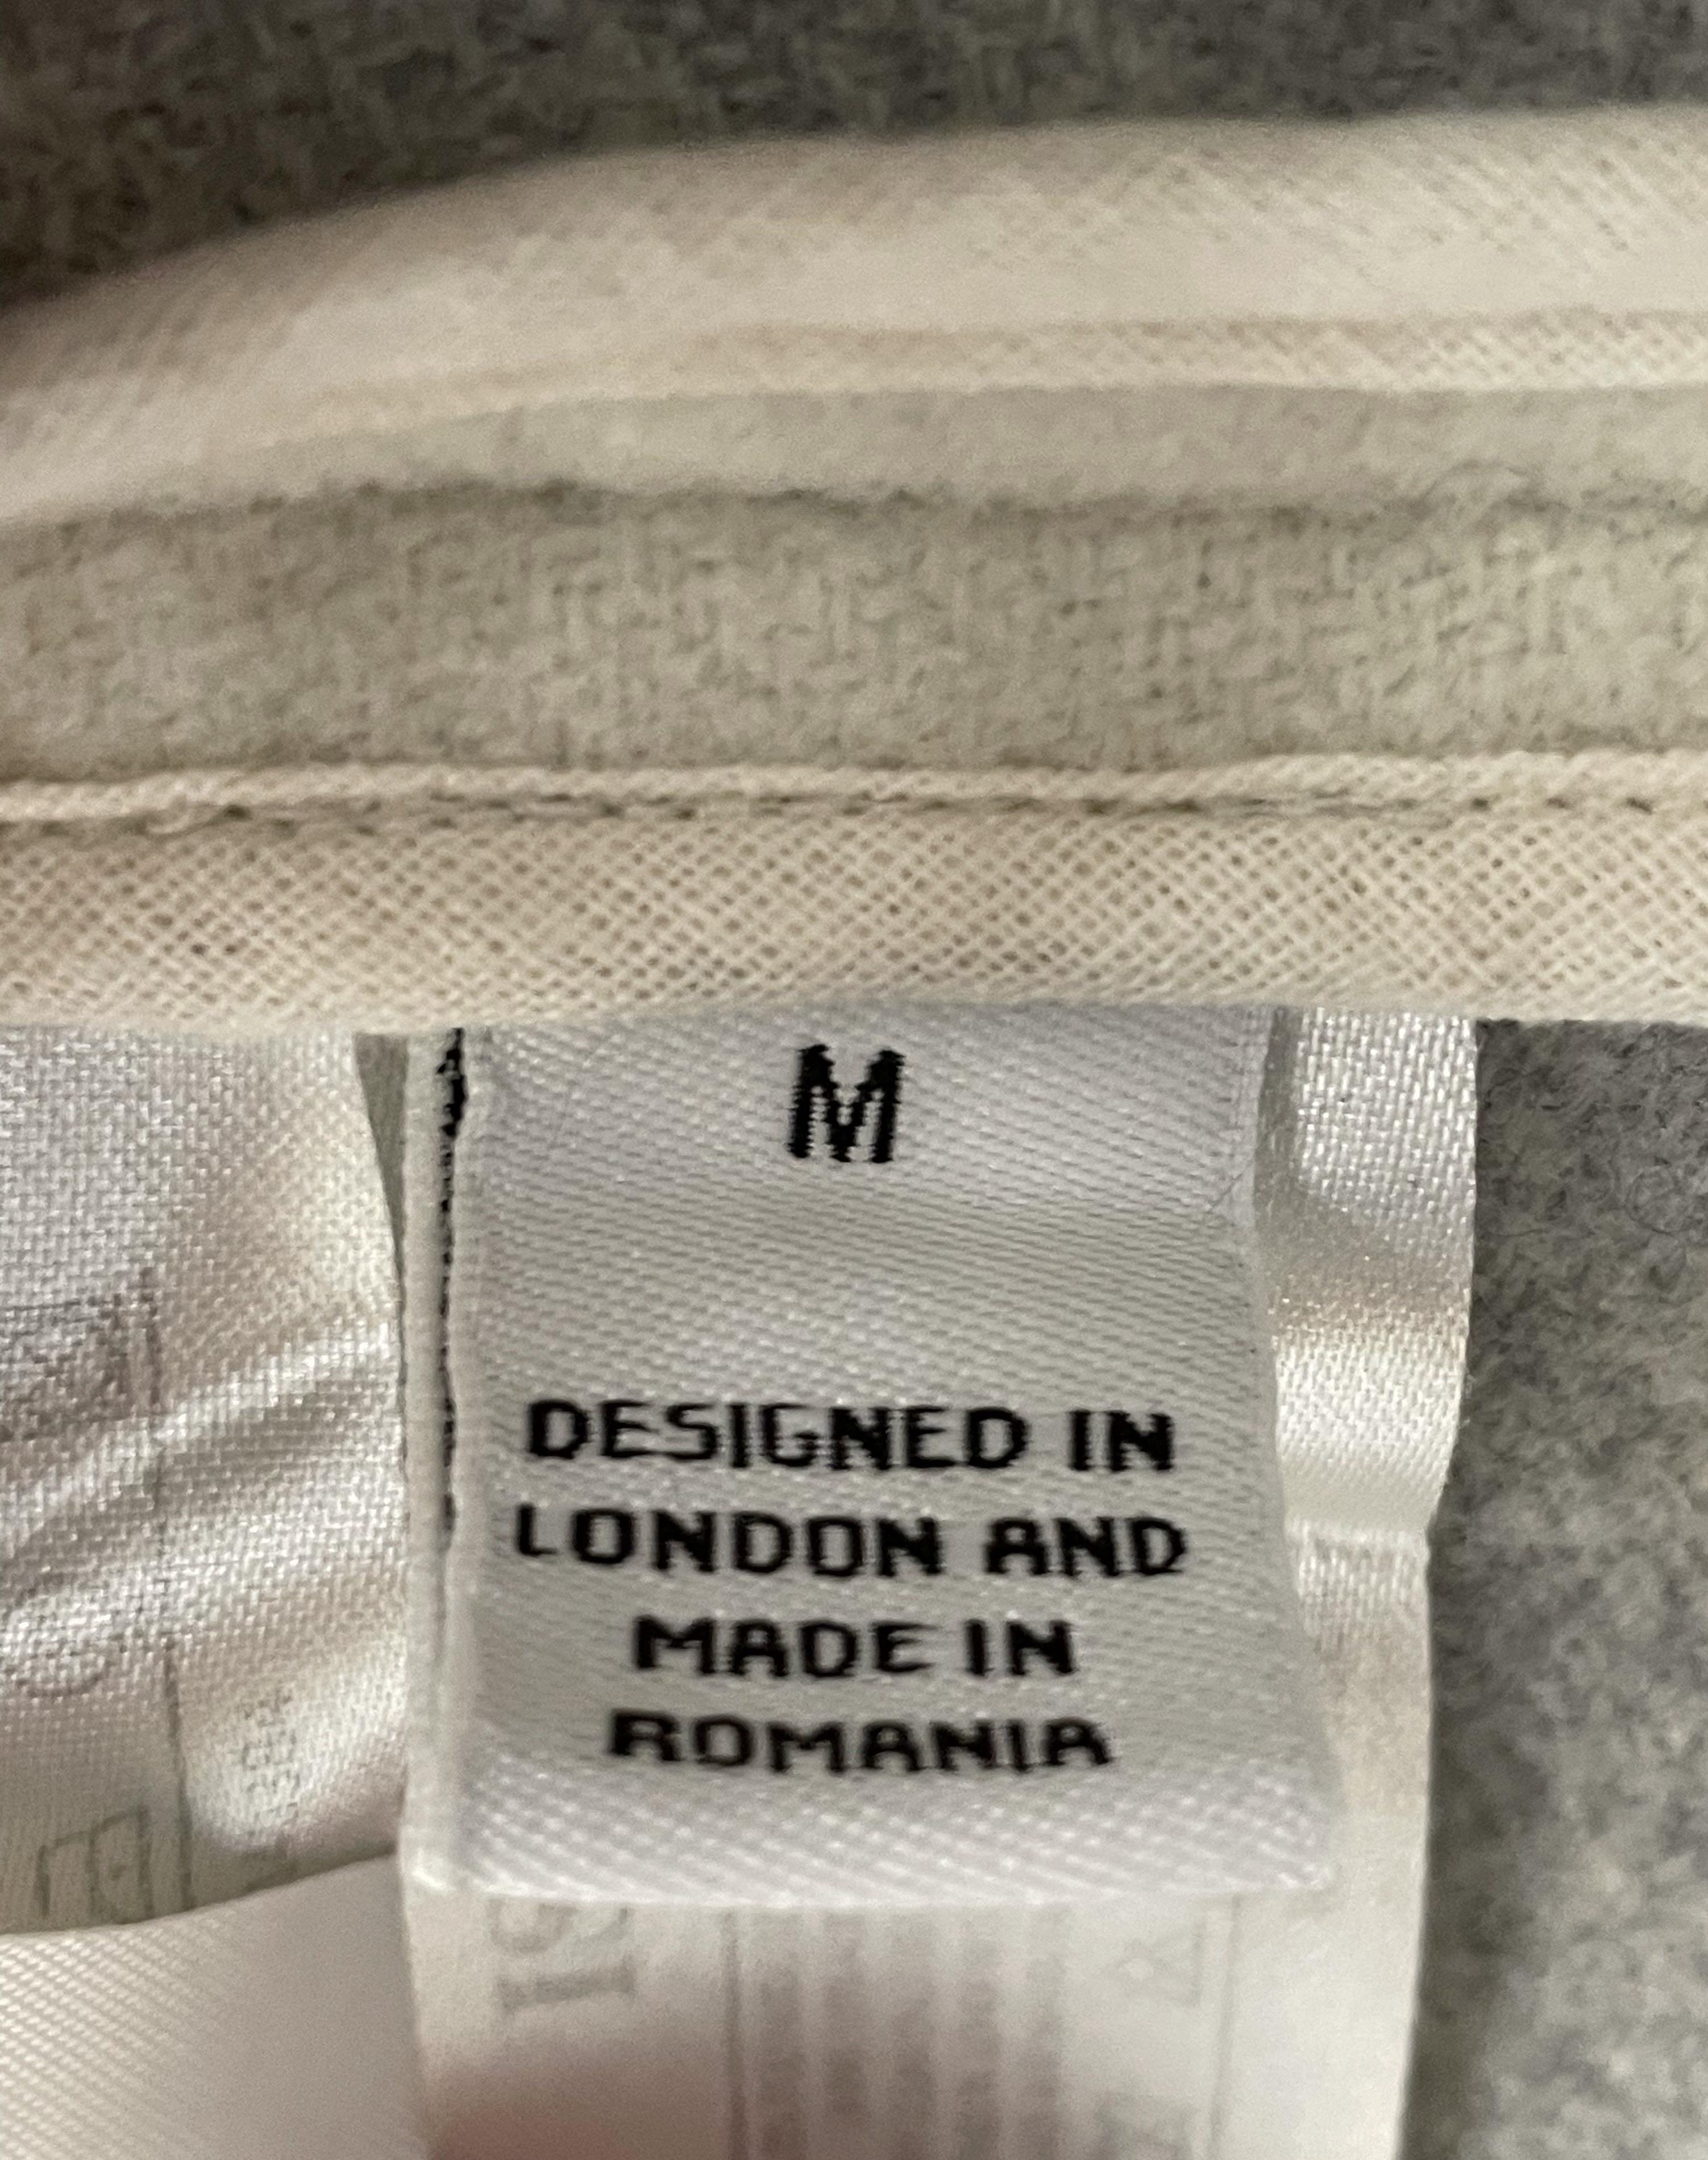 M
DESIGNED IN
LONDON AND
MADE IN
ROMANIA